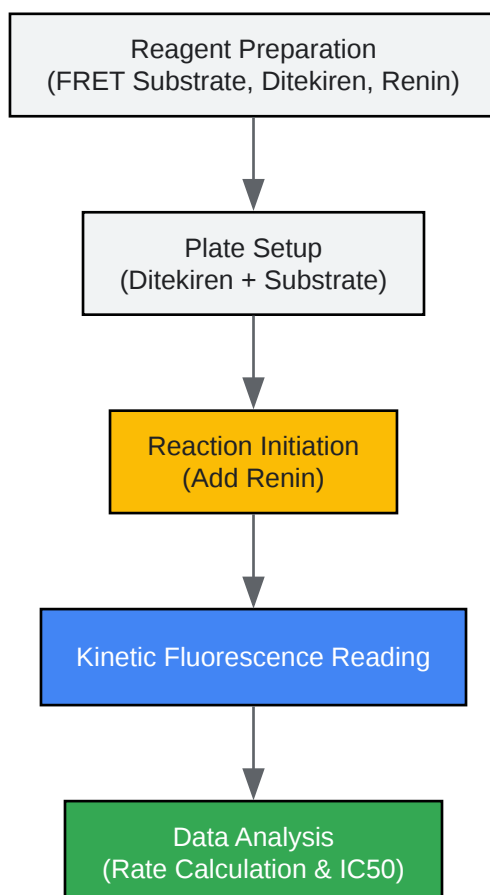 Reagent Preparation
(FRET Substrate, Ditekiren, Renin)
Plate Setup
(Ditekiren + Substrate)
Reaction Initiation
(Add Renin)
Kinetic Fluorescence Reading
Data Analysis
(Rate Calculation & IC50)